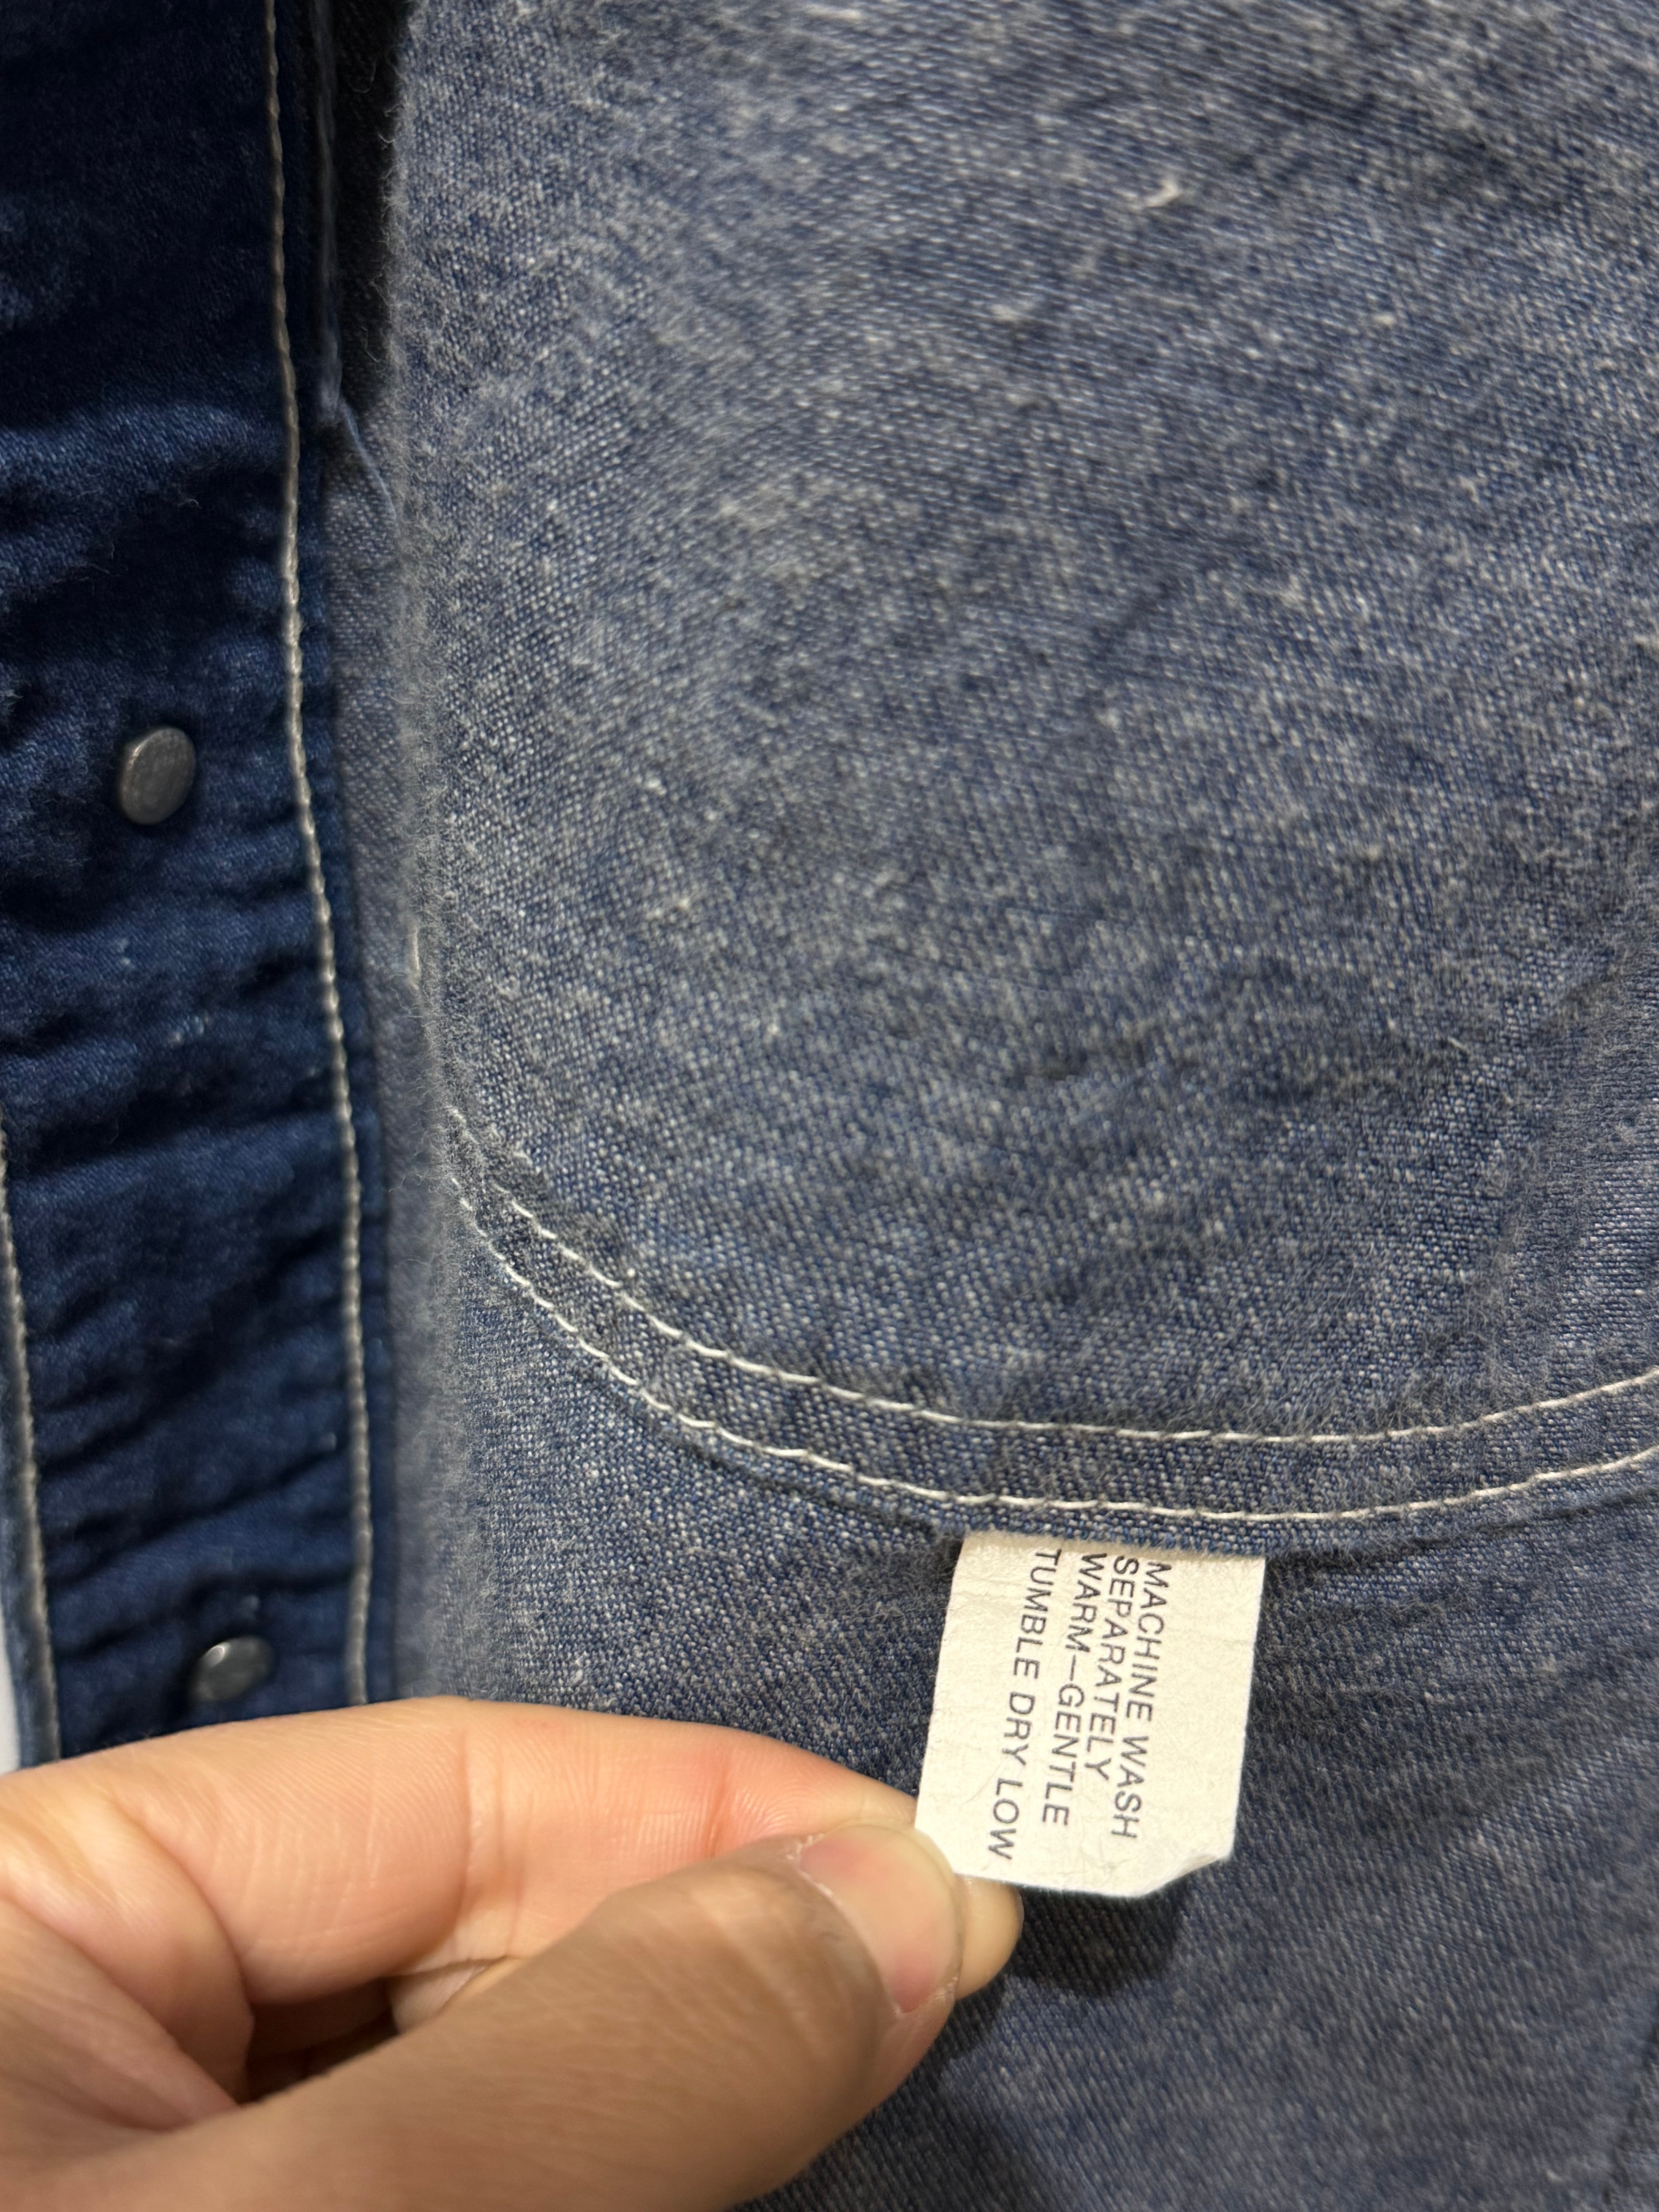 MACHINE WASH
SEPARATELY
WARM–GENTLE
TUMBLE DRY LOW